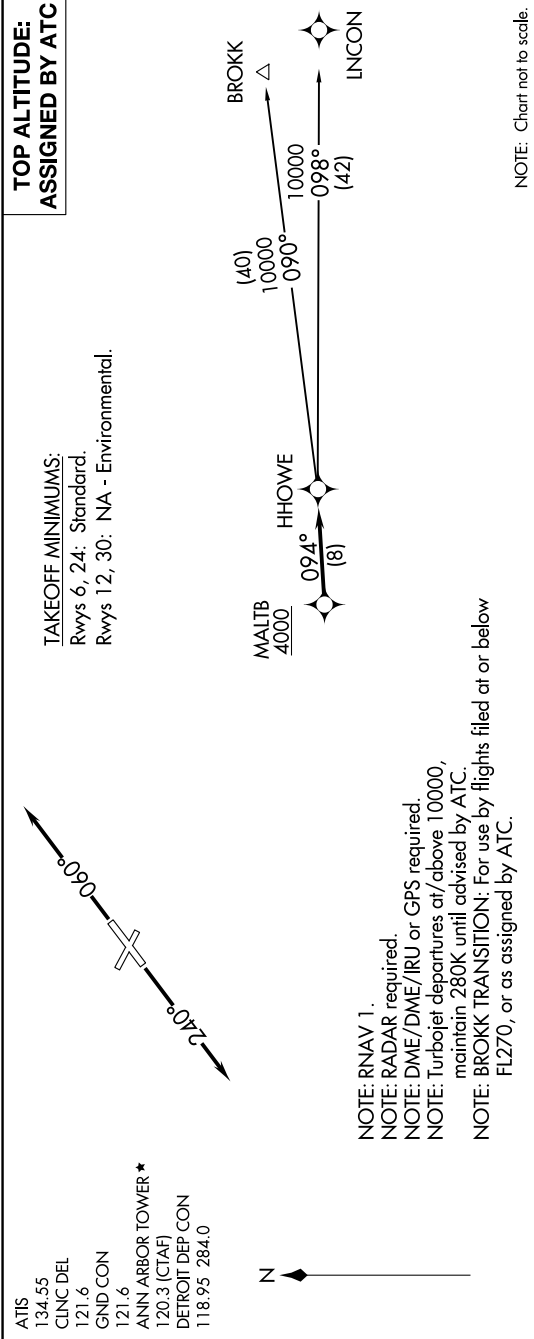 TOP ALTITUDE:
ASSIGNED BY ATC
ATIS
134.55
CLNC DEL
121.6
GND CON
121.6
ANN ARBOR TOWER ★
120.3 (CTAF)
DETROIT DEP CON
118.95 284.0
TAKEOFF MINIMUMS:
Rwys 6, 24: Standard.
Rwys 12, 30: NA - Environmental.
060°
240°
BROKK
(40)
10000
090°
10000
098°
(42)
LNCON
HHOWE
094°
(8)
MALTB
4000
N
NOTE: RNAV 1.
NOTE: RADAR required.
NOTE: DME/DME/IRU or GPS required.
NOTE: Turbojet departures at/above 10000,
maintain 280K until advised by ATC.
NOTE: BROKK TRANSITION: For use by flights filed at or below
FL270, or as assigned by ATC.
NOTE: Chart not to scale.